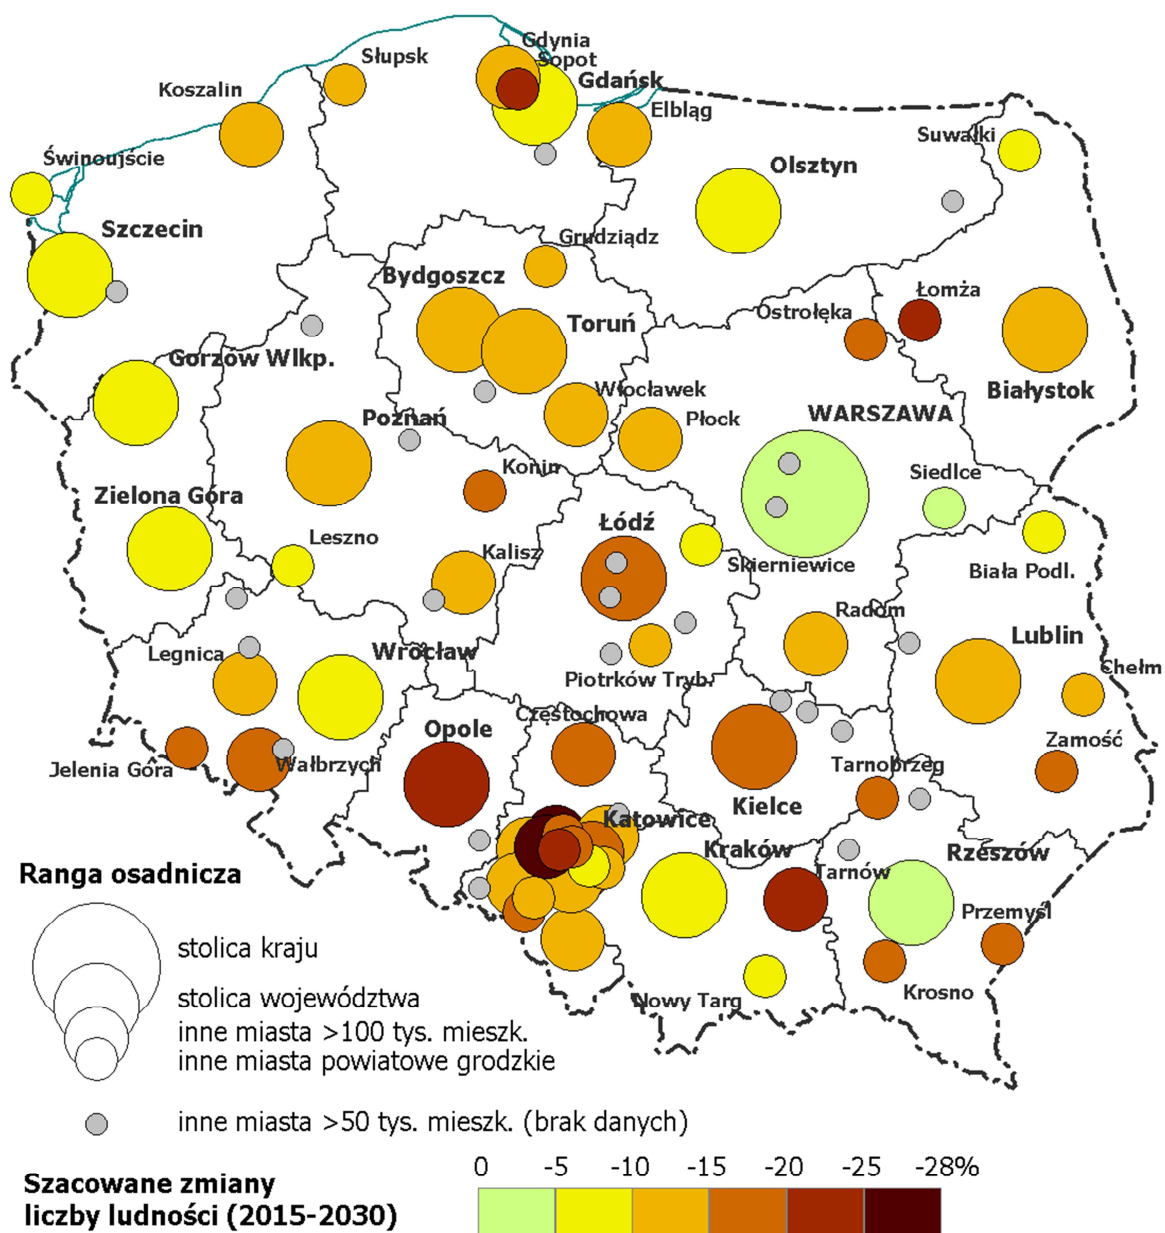 Gdynia
Słupsk
Sopot
Gdańsk
Koszalin
Elbląg
Suwałki
Świnoujście
Olsztyn
Szczecin
Grudziądz
Bydgoszcz
Łomża
Ostrołęka
Toruń
Gorzów Wlkp.
Włocławek
Białystok
Poznań
Płock
WARSZAWA
Konin
Siedlce
Zielona Góra
Łódź
Leszno
Kalisz
Skierniewice
Biała Podl.
Radom
Lublin
Legnica
Wrocław
Piotrków Tryb.
Chełm
Częstochowa
Opole
Zamość
Jelenia Góra
Wałbrzych
Tarnobrzeg
Kielce
Katowice
Kraków
Rzeszów
Tarnów
Przemyśl
Krosno
Nowy Targ
Ranga osadnicza
stolica kraju
stolica województwa
inne miasta >100 tys. mieszk.
inne miasta powiatowe grodzkie
inne miasta >50 tys. mieszk. (brak danych)
0 -5 -10 -15 -20 -25 -28%
Szacowane zmiany
liczby ludności (2015-2030)